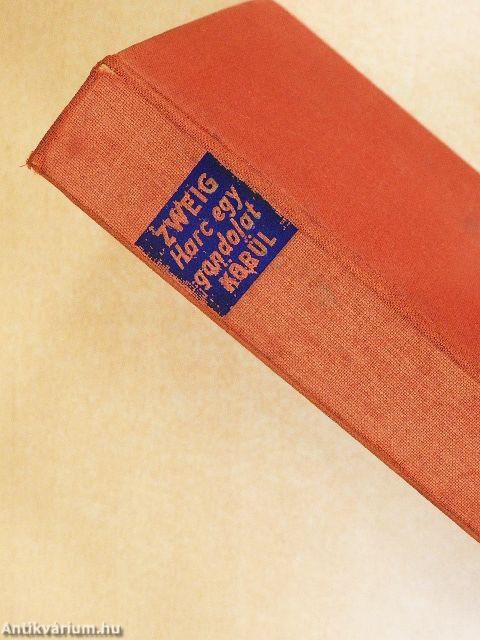 ZWEIG
Harc egy
gondolat
KÖRÜL
Antikvárium.hu